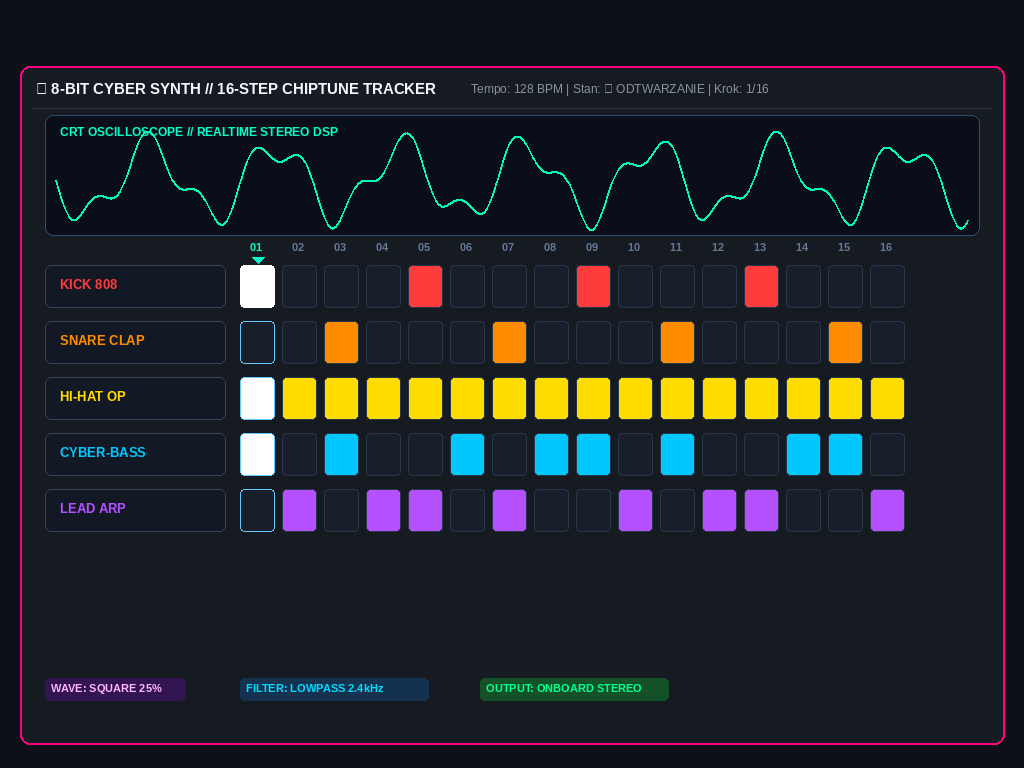 8-BIT CYBER SYNTH // 16-STEP CHIPTUNE TRACKER
Tempo: 128 BPM | Stan: ODTWARZANIE | Krok: 1/16
CRT OSCILLOSCOPE // REALTIME STEREO DSP
01 02 03 04 05 06 07 08 09 10 11 12 13 14 15 16
KICK 808
SNARE CLAP
HI-HAT OP
CYBER-BASS
LEAD ARP
WAVE: SQUARE 25%
FILTER: LOWPASS 2.4kHz
OUTPUT: ONBOARD STEREO